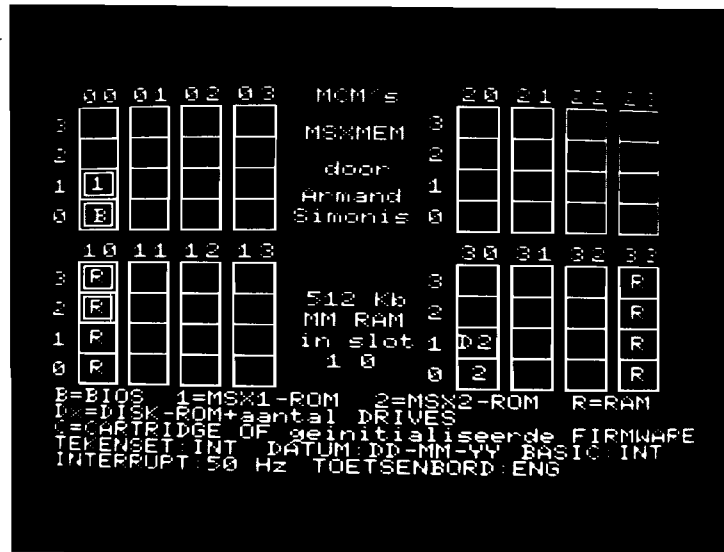 00 01 02 03 MCM's 20 21 22 23
3 MSXMEM 3
2 2
1 1 door 1
0 B Armand
Simonis 0
10 11 12 13 30 31 32 33
3 R 3 R
2 R 512 Kb 2 R
MM RAM
1 R in slot 1 D2 R
0 R 1 0 0 2 R
B=BIOS 1=MSX1-ROM 2=MSX2-ROM R=RAM
Dx=DISK-ROM+aantal DRIVES
C=CARTRIDGE OF geinitialiseerde FIRMWARE
TEKENSET:INT DATUM:DD-MM-YY BASIC:INT
INTERRUPT:50 Hz TOETSENBORD:ENG